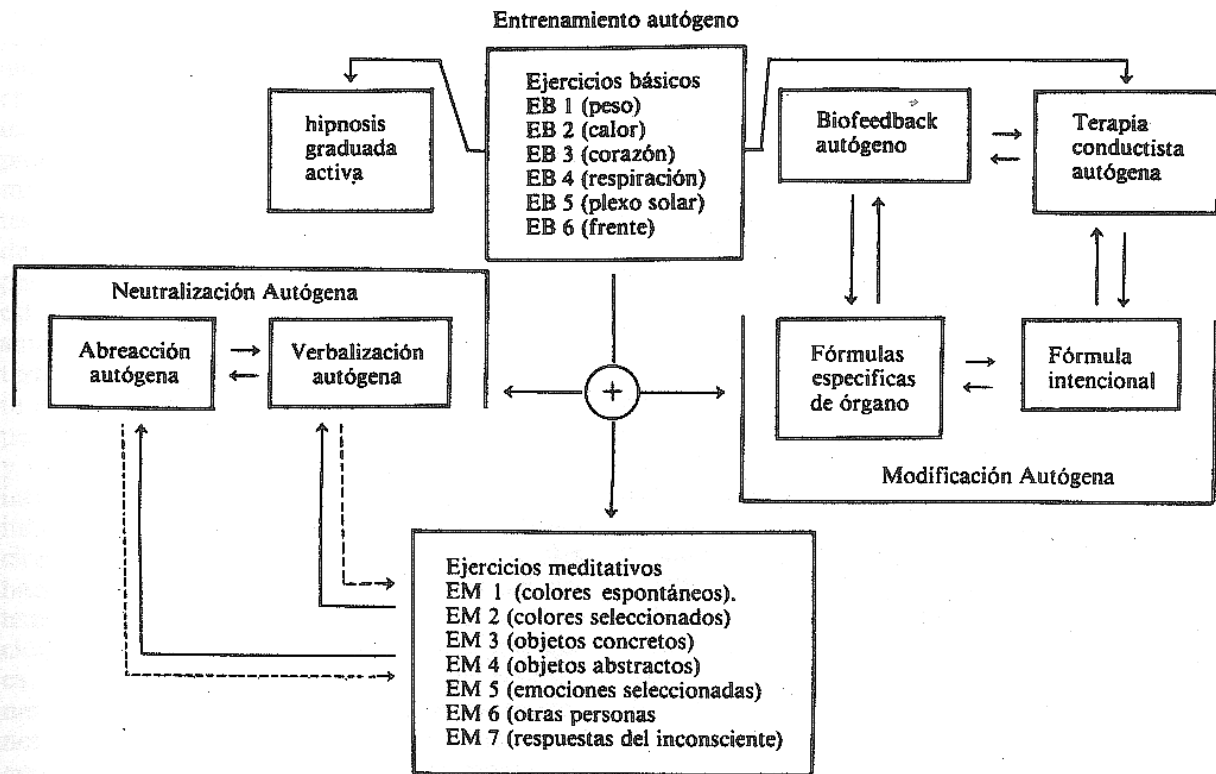 Entrenamiento autógeno
Ejercicios básicos
EB 1 (peso)
EB 2 (calor)
EB 3 (corazón)
EB 4 (respiración)
EB 5 (plexo solar)
EB 6 (frente)
hipnosis
graduada
activa
Biofeedback
autógeno
Terapia
conductista
autógena
Neutralización Autógena
Abreacción
autógena
Verbalización
autógena
+
Fórmulas
especificas
de órgano
Fórmula
intencional
Modificación Autógena
Ejercicios meditativos
EM 1 (colores espontáneos).
EM 2 (colores seleccionados)
EM 3 (objetos concretos)
EM 4 (objetos abstractos)
EM 5 (emociones seleccionadas)
EM 6 (otras personas
EM 7 (respuestas del inconsciente)